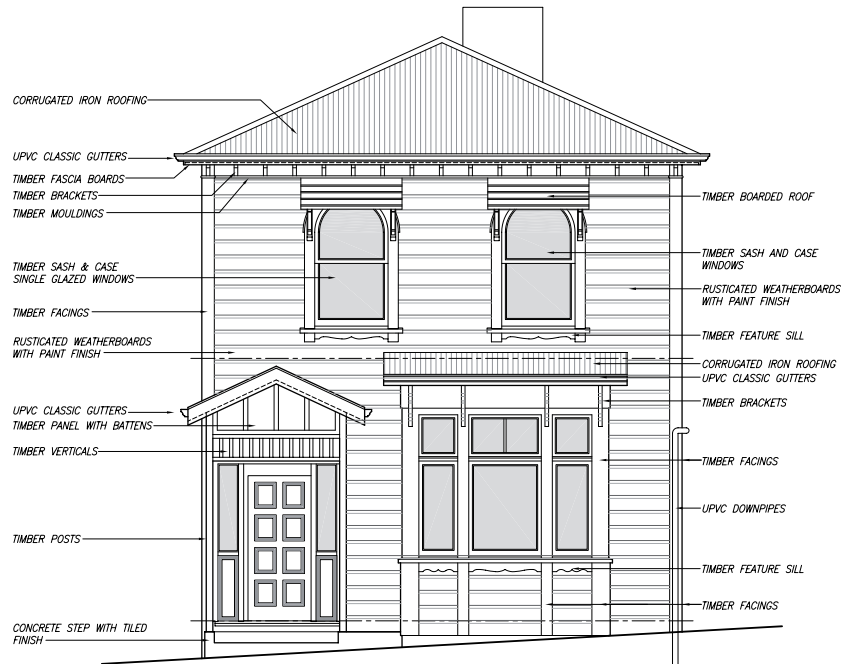 CORRUGATED IRON ROOFING
UPVC CLASSIC GUTTERS
TIMBER FASCIA BOARDS
TIMBER BRACKETS
TIMBER MOULDINGS
TIMBER SASH & CASE
SINGLE GLAZED WINDOWS
TIMBER FACINGS
RUSTICATED WEATHERBOARDS
WITH PAINT FINISH
UPVC CLASSIC GUTTERS
TIMBER PANEL WITH BATTENS
TIMBER VERTICALS
TIMBER POSTS
CONCRETE STEP WITH TILED
FINISH
TIMBER BOARDED ROOF
TIMBER SASH AND CASE
WINDOWS
RUSTICATED WEATHERBOARDS
WITH PAINT FINISH
TIMBER FEATURE SILL
CORRUGATED IRON ROOFING
UPVC CLASSIC GUTTERS
TIMBER BRACKETS
TIMBER FACINGS
UPVC DOWNPIPES
TIMBER FEATURE SILL
TIMBER FACINGS